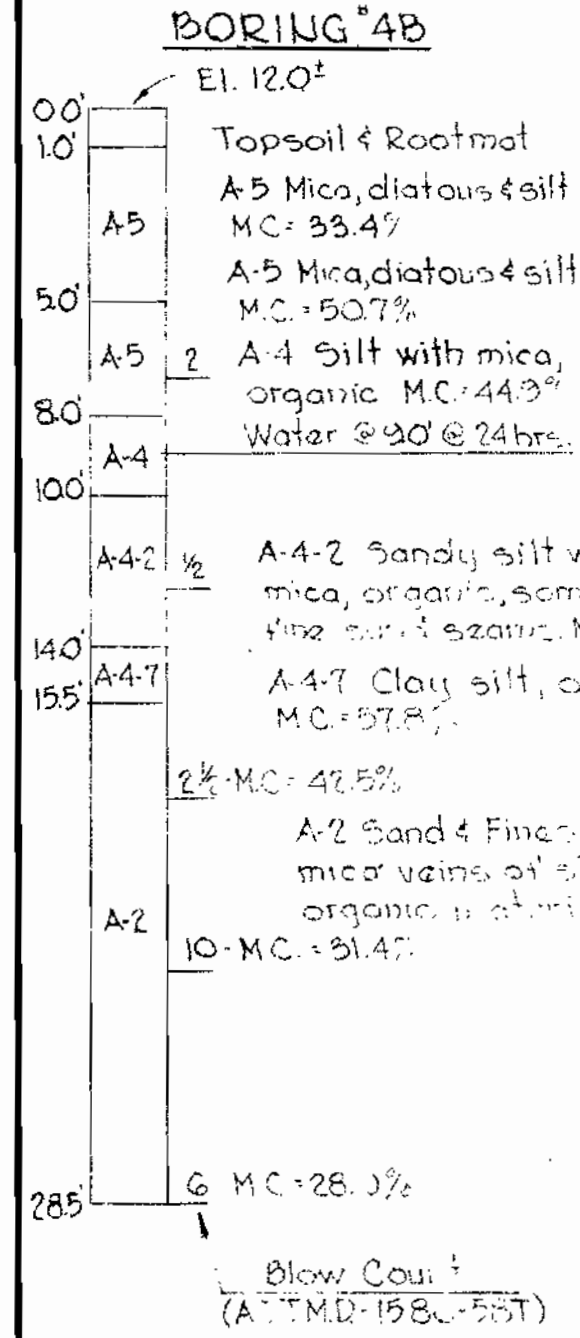 BORING #4B
El. 12.0±
0.0'
1.0'
Topsoil & Rootmat
A-5 Mica, diatous & silt
A-5
M C = 33.4%
A-5 Mica, diatous & silt
5.0'
M.C. = 50.7%
A-5 2 A-4 Silt with mica,
organic M.C. 44.9%
8.0'
Water @ 9.0' @ 24 hrs.
A-4
10.0'
A-4-2 1/2 A-4-2 Sandy silt
mica, organic,
fine
14.0'
A-4-7
A-4-7 Clay silt,
15.5'
M C = 57.8%
2 1/2 - M.C = 42.5%
A-2 Sand & Fines
mica veins of
organic
A-2
10 - M C. = 31.4%
6 M C = 28.
28.5'
Blow